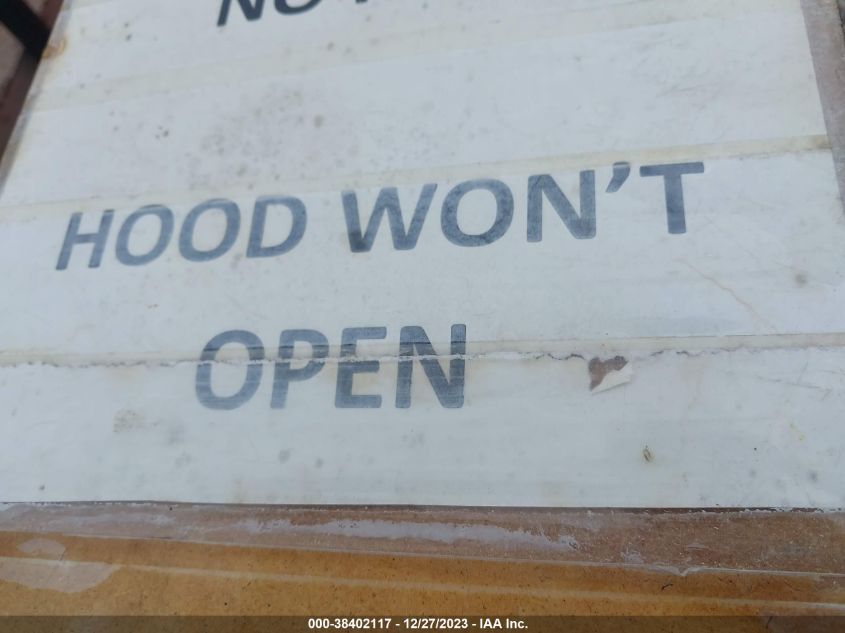 HOOD WON'T
OPEN
000-38402117 - 12/27/2023 - IAA Inc.